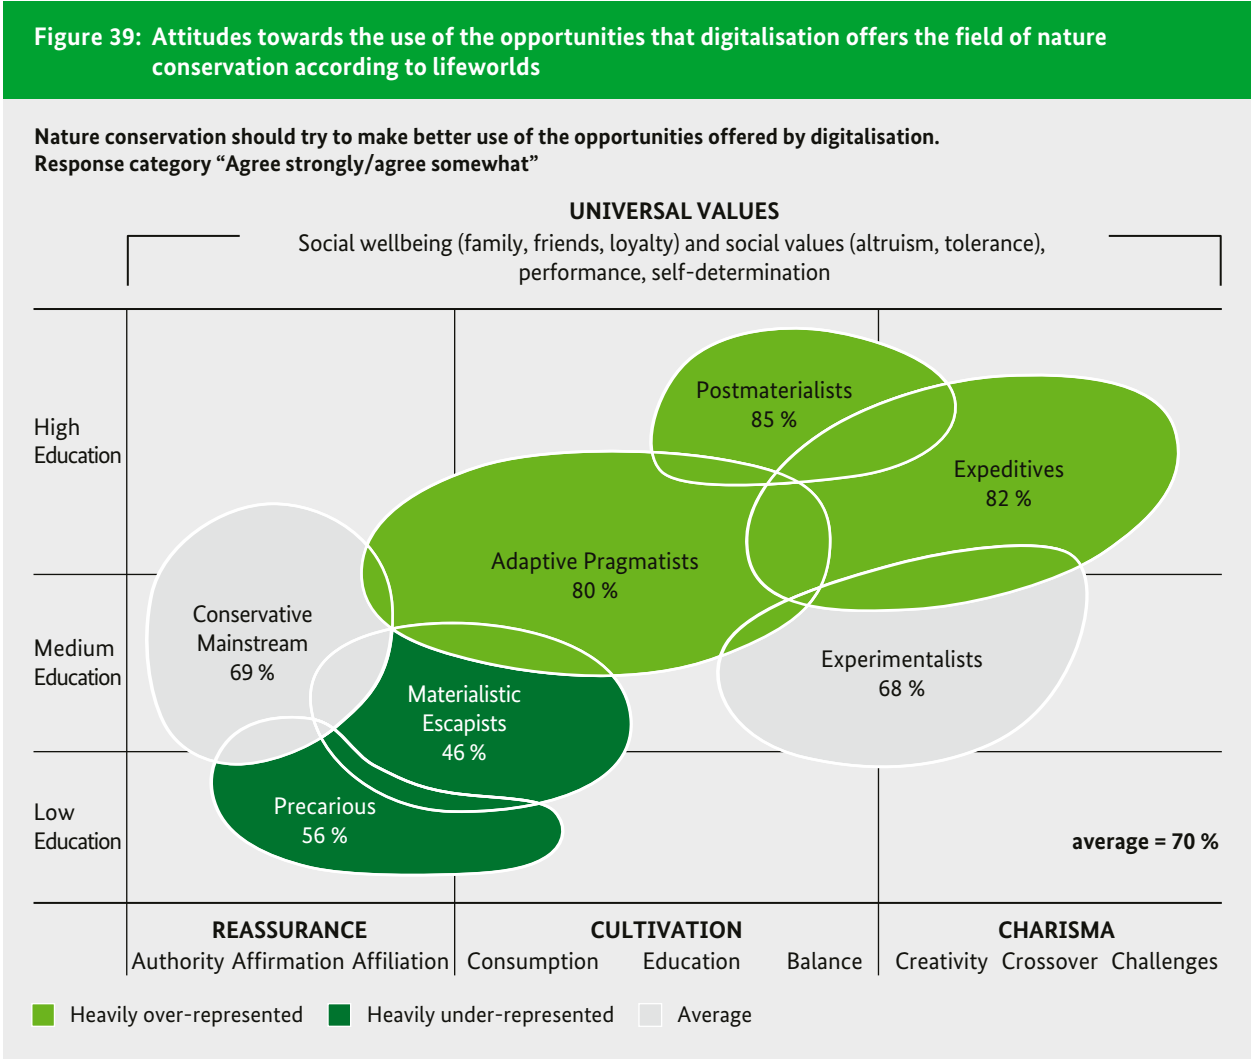 Figure 39: Attitudes towards the use of the opportunities that digitalisation offers the field of nature
conservation according to lifeworlds
Nature conservation should try to make better use of the opportunities offered by digitalisation.
Response category “Agree strongly/agree somewhat”
UNIVERSAL VALUES
Social wellbeing (family, friends, loyalty) and social values (altruism, tolerance),
performance, self-determination
High
Education
Medium
Education
Low
Education
Postmaterialists
85 %
Expeditives
82 %
Adaptive Pragmatists
80 %
Conservative
Mainstream
69 %
Experimentalists
68 %
Materialistic
Escapists
46 %
Precarious
56 %
average = 70 %
REASSURANCE
CULTIVATION
CHARISMA
Authority Affirmation Affiliation
Consumption Education Balance
Creativity Crossover Challenges
Heavily over-represented
Heavily under-represented
Average